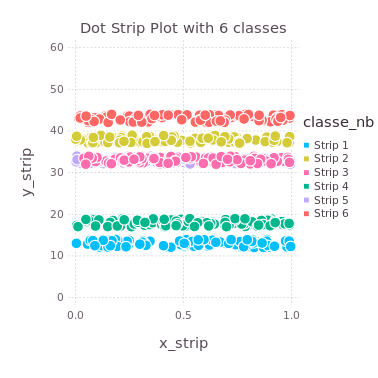 Dot Strip Plot with 6 classes
60
50
40
30
20
10
0
y_strip
0.0
0.5
1.0
x_strip
classe_nb
Strip 1
Strip 2
Strip 3
Strip 4
Strip 5
Strip 6